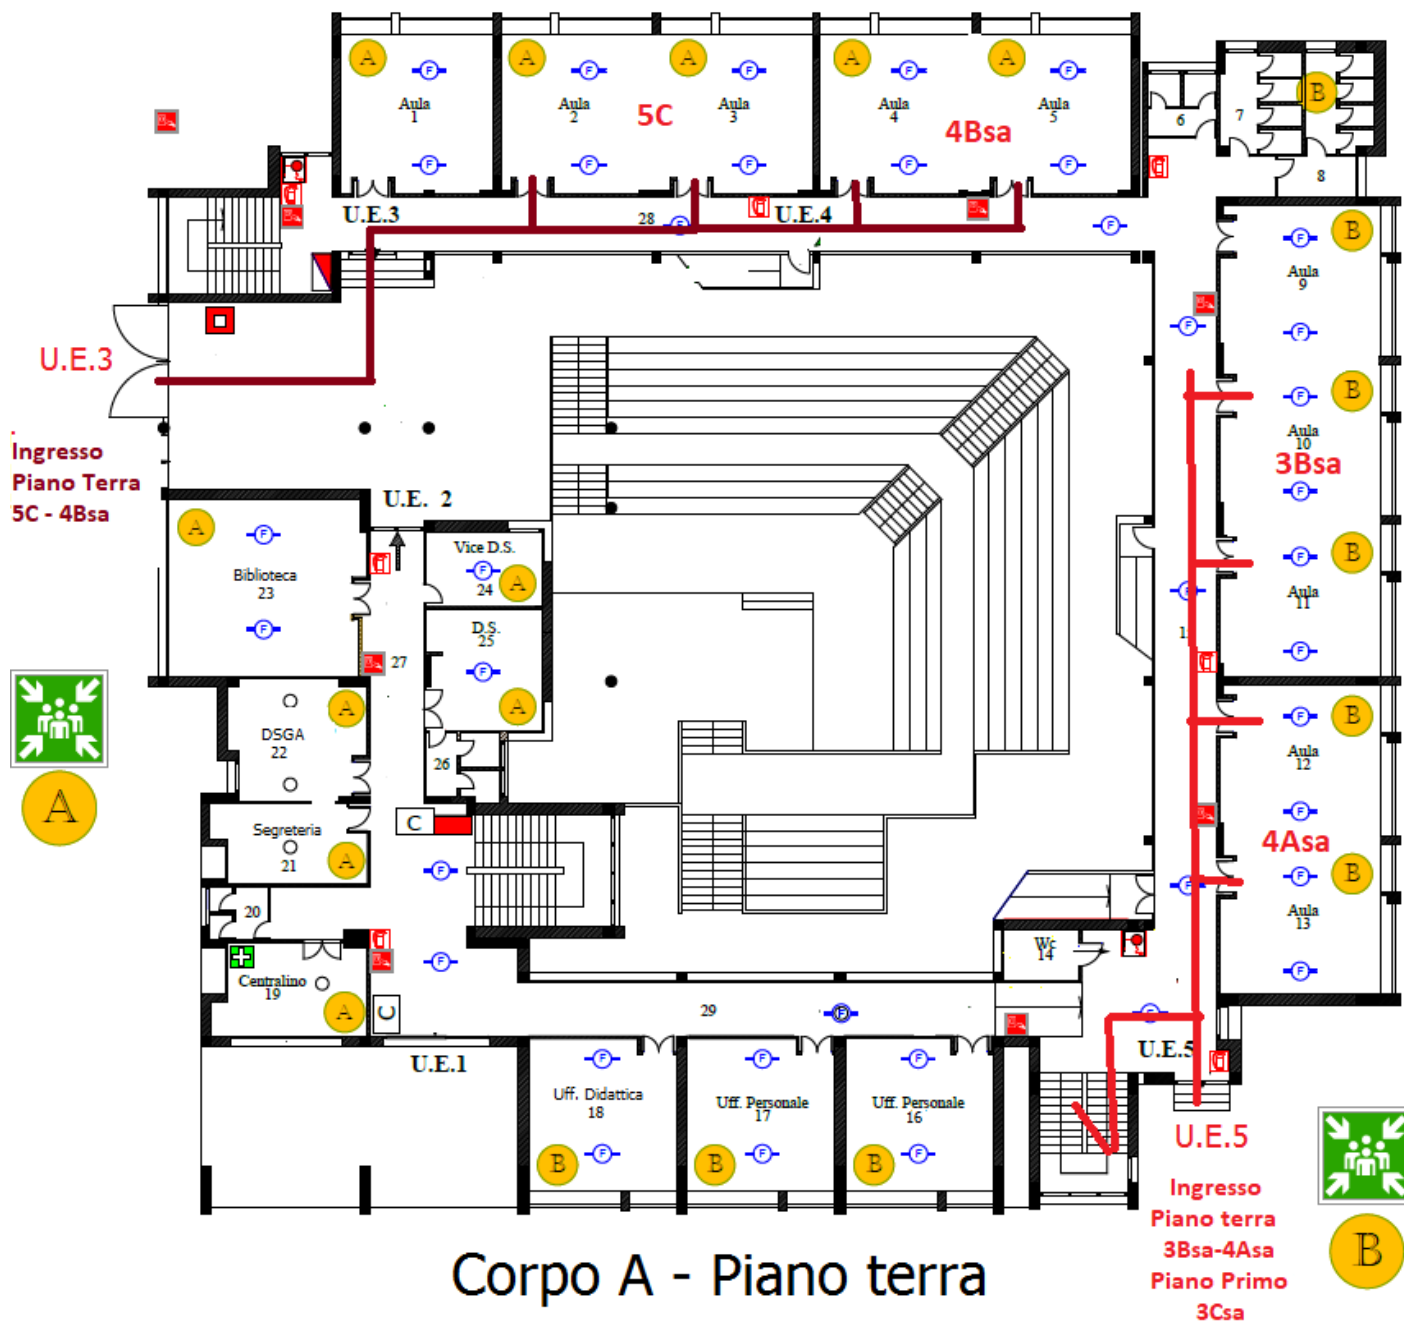 A
A
A
A
A
Aula
1
Aula
2
5C
Aula
3
Aula
4
4Bsa
Aula
5
6
7
B
8
U.E.3
28
U.E.4
B
Aula
9
U.E.3
B
Aula
10
3Bsa
Ingresso
Piano Terra
5C - 4Bsa
U.E. 2
A
Biblioteca
23
Vice D.S.
24
A
D.S.
25
A
27
B
Aula
11
A
A
DSGA
22
26
B
Aula
12
C
Segreteria
21
A
4Asa
B
Aula
13
20
Centralino
19
A
C
Wc
14
29
U.E.1
U.E.5
Uff. Didattica
18
B
Uff. Personale
17
B
Uff. Personale
16
B
U.E.5
Ingresso
Piano terra
3Bsa-4Asa
Piano Primo
3Csa
B
Corpo A - Piano terra